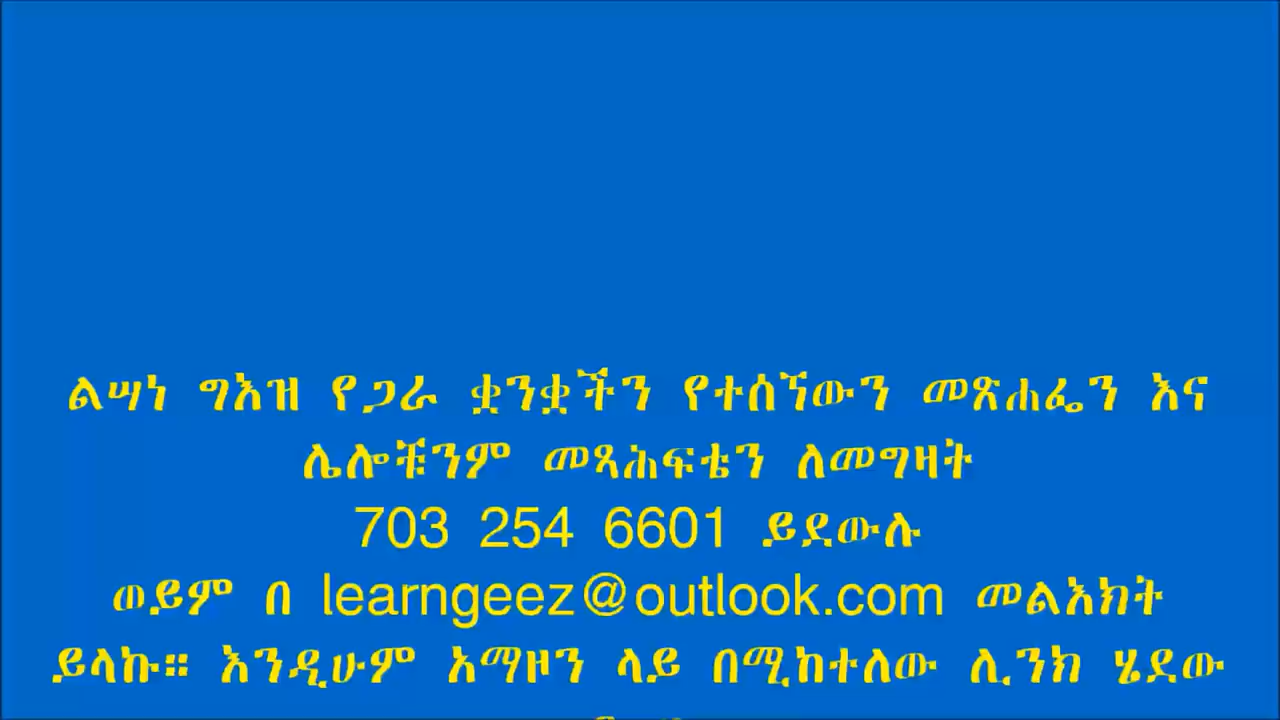 ልሣነ ግእዝ የጋራ ቋንቋችን የተሰኘውን መጽሐፌን እና
ሌሎቹንም መጻሕፍቴን ለመግዛት
703 254 6601 ይደውሉ
ወይም በ learngeez@outlook.com መልእክት
ይላኩ። እንዲሁም አማዞን ላይ በሚከተለው ሊንክ ሄደው